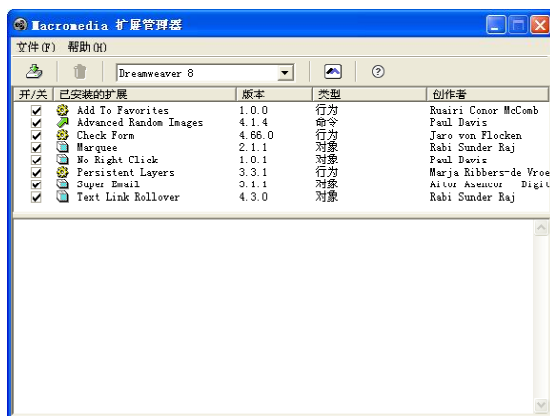 Macromedia 扩展管理器
文件(F) 帮助(H)
Dreamweaver 8
开/关 已安装的扩展 版本 类型 创作者
Add To Favorites 1.0.0 行为 Ruairi Conor McComb
Advanced Random Images 4.1.4 命令 Paul Davis
Check Form 4.66.0 行为 Jaro von Flocken
Marquee 2.1.1 对象 Rabi Sunder Raj
No Right Click 1.0.1 对象 Paul Davis
Persistent Layers 3.3.1 行为 Marja Ribbers-de Vroe
Super Email 3.1.1 对象 Aitor Asencor Digit
Text Link Rollover 4.3.0 对象 Rabi Sunder Raj